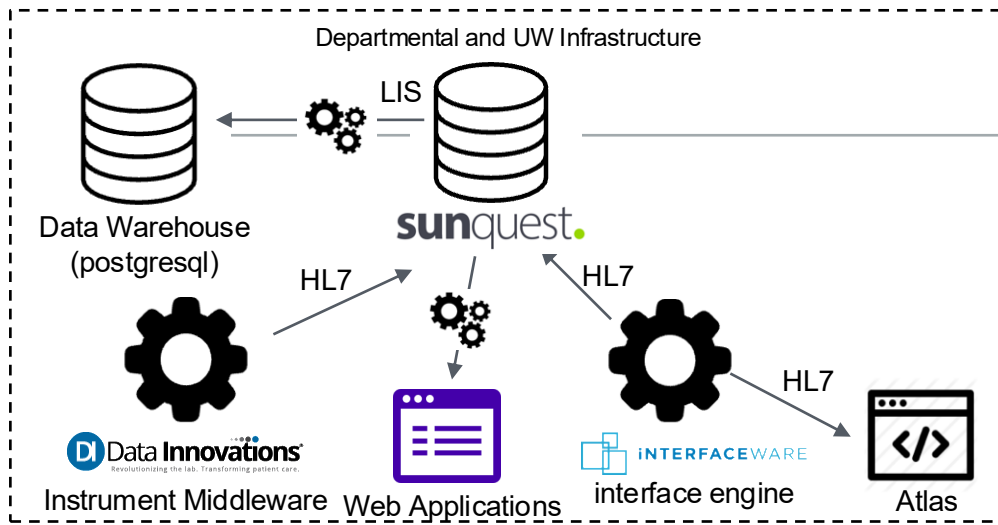 Departmental and UW Infrastructure
LIS
Data Warehouse
(postgresql)
sunquest.
HL7
HL7
HL7
DI Data Innovations
Revolutionizing the lab. Transforming patient care.
Instrument Middleware
Web Applications
iNTERFACEWARE
interface engine
</>
Atlas